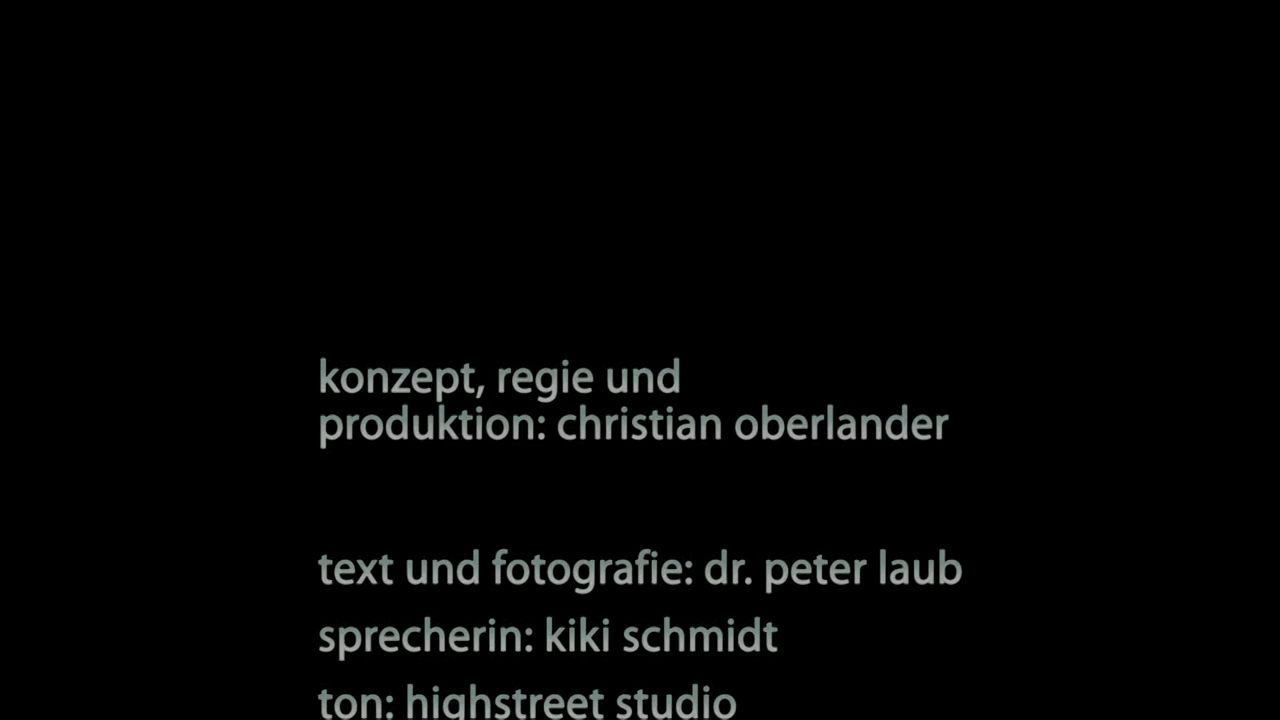 konzept, regie und
produktion: christian oberlander
text und fotografie: dr. peter laub
sprecherin: kiki schmidt
ton: highstreet studio